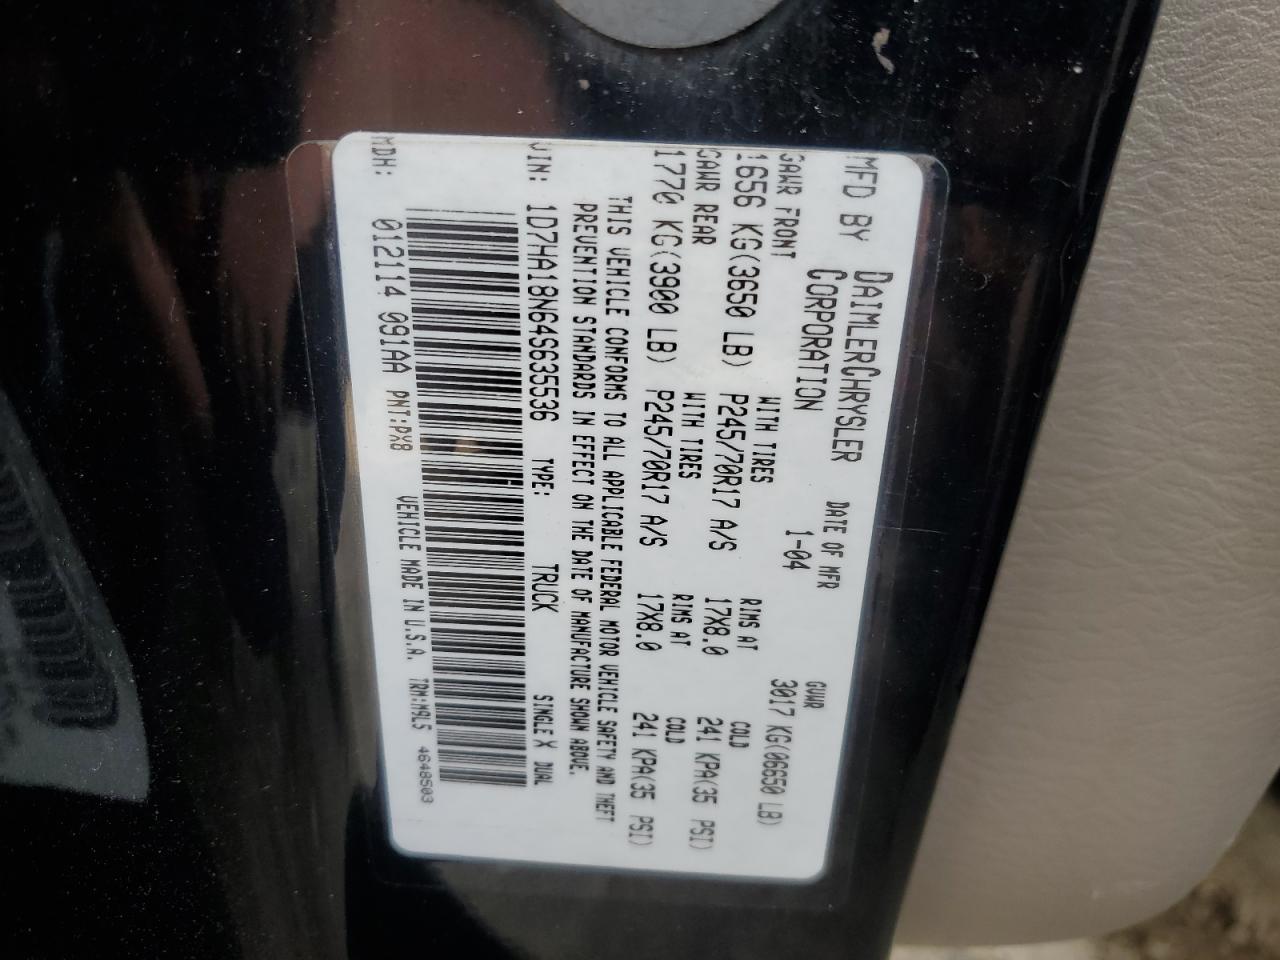 MFD BY DAIMLERCHRYSLER CORPORATION
DATE OF MFR 1-04
GVWR 3017 KG(06650 LB)
GAWR FRONT WITH TIRES RIMS AT COLD
1656 KG(3650 LB) P245/70R17 A/S 17X8.0 241 KPA(35 PSI)
GAWR REAR WITH TIRES RIMS AT COLD
1770 KG(3900 LB) P245/70R17 A/S 17X8.0 241 KPA(35 PSI)
THIS VEHICLE CONFORMS TO ALL APPLICABLE FEDERAL MOTOR VEHICLE SAFETY AND THEFT
PREVENTION STANDARDS IN EFFECT ON THE DATE OF MANUFACTURE SHOWN ABOVE.
VIN: 1D7HA18N64S635536 TYPE: TRUCK SINGLE X DUAL
MDH: 012114 091AA PNT:PX8 VEHICLE MADE IN U.S.A. TRM:M9L5 4648503